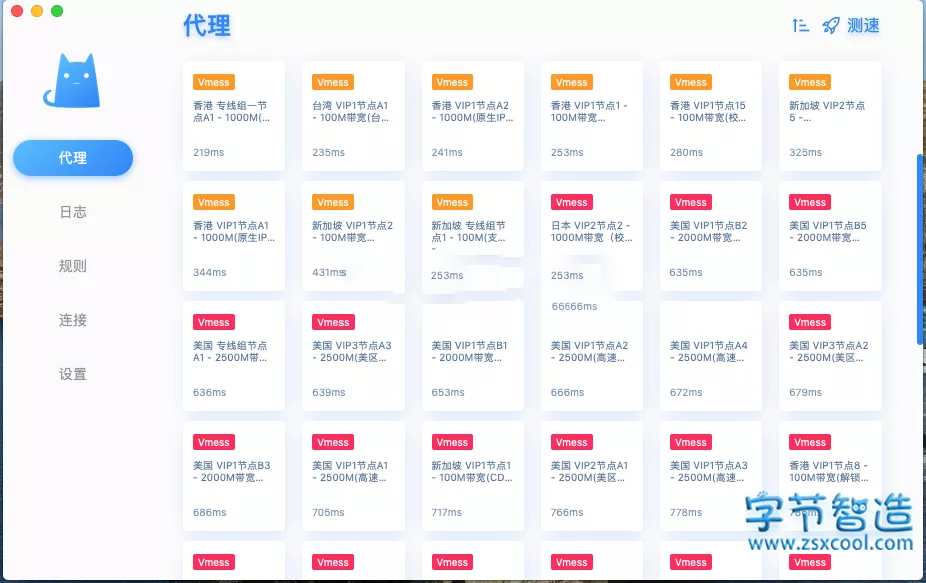 代理
测速
代理
日志
规则
连接
设置
Vmess
香港 专线组一节
点A1 - 1000M(...
219ms
Vmess
台湾 VIP1节点A1
- 100M带宽(台...
235ms
Vmess
香港 VIP1节点A2
- 1000M(原生IP...
241ms
Vmess
香港 VIP1节点1 -
100M带宽...
253ms
Vmess
香港 VIP1节点15
- 100M带宽(校...
280ms
Vmess
新加坡 VIP2节点
5 -...
325ms
Vmess
香港 VIP1节点A1
- 1000M(原生IP...
344ms
Vmess
新加坡 VIP1节点2
- 100M带宽...
431ms
Vmess
新加坡 专线组节
点1 - 100M(支...
-
253ms
Vmess
日本 VIP2节点2 -
1000M带宽（校...
253ms
Vmess
美国 VIP1节点B2
- 2000M带宽...
635ms
Vmess
美国 VIP1节点B5
- 2000M带宽...
635ms
Vmess
美国 专线组节点
A1 - 2500M带...
636ms
Vmess
美国 VIP3节点A3
- 2500M(美区...
639ms
美国 VIP1节点B1
- 2000M带宽...
653ms
66666ms
美国 VIP1节点A2
- 2500M(高速...
666ms
美国 VIP1节点A4
- 2500M(高速...
672ms
Vmess
美国 VIP3节点A2
- 2500M(美区...
679ms
Vmess
美国 VIP1节点B3
- 2000M带宽...
686ms
Vmess
美国 VIP1节点A1
- 2500M(高速...
705ms
Vmess
新加坡 VIP1节点1
- 100M带宽(CD...
717ms
Vmess
美国 VIP2节点A1
- 2500M(美区...
766ms
Vmess
美国 VIP1节点A3
- 2500M(高速...
778ms
Vmess
香港 VIP1节点8 -
100M带宽(解锁...
Vmess
Vmess
Vmess
Vmess
Vmess
Vmess
字节智造
www.zsxcool.com